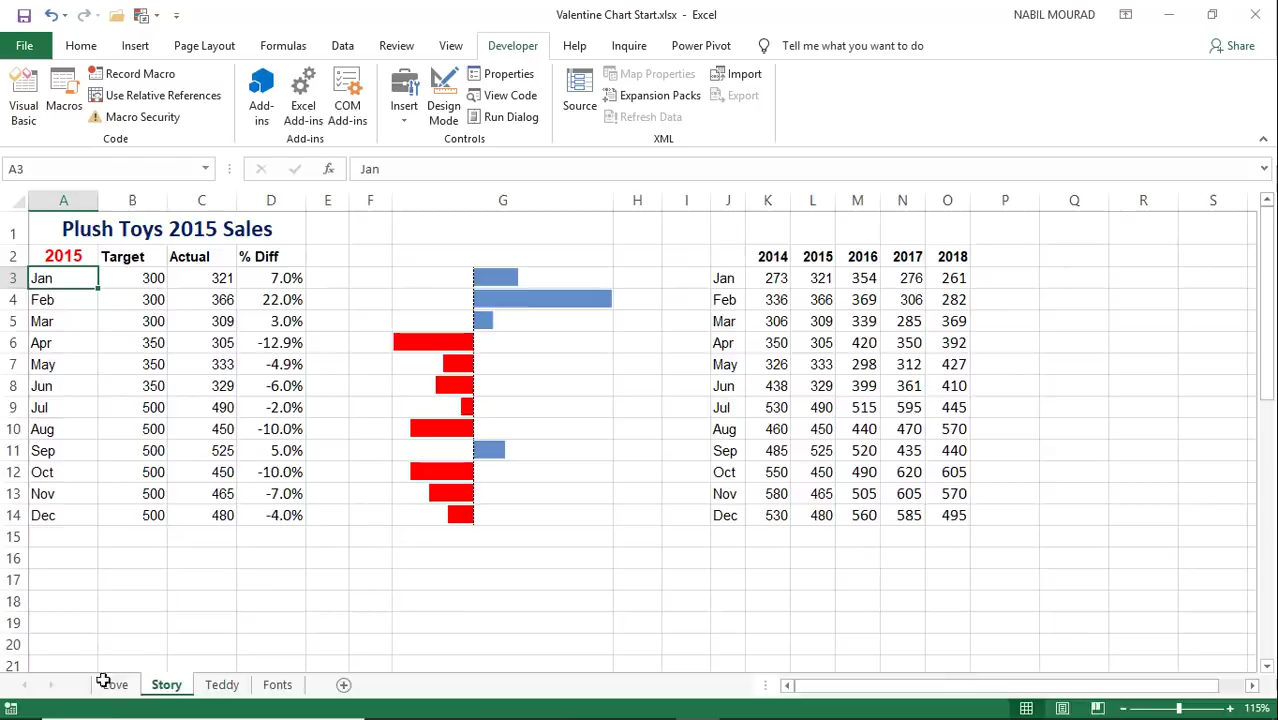 Valentine Chart Start.xlsx - Excel
NABIL MOURAD
File Home Insert Page Layout Formulas Data Review View Developer Help Inquire Power Pivot Tell me what you want to do Share
Visual Basic
Macros
Record Macro
Use Relative References
Macro Security
Code
Add-ins
Excel Add-ins
COM Add-ins
Add-ins
Insert
Design Mode
Properties
View Code
Run Dialog
Controls
Source
Map Properties
Expansion Packs
Refresh Data
Import
Export
XML
A3 fx Jan
A B C D E F G H I J K L M N O P Q R S
1 Plush Toys 2015 Sales
2 2015 Target Actual % Diff 2014 2015 2016 2017 2018
3 Jan 300 321 7.0% Jan 273 321 354 276 261
4 Feb 300 366 22.0% Feb 336 366 369 306 282
5 Mar 300 309 3.0% Mar 306 309 339 285 369
6 Apr 350 305 -12.9% Apr 350 305 420 350 392
7 May 350 333 -4.9% May 326 333 298 312 427
8 Jun 350 329 -6.0% Jun 438 329 399 361 410
9 Jul 500 490 -2.0% Jul 530 490 515 595 445
10 Aug 500 450 -10.0% Aug 460 450 440 470 570
11 Sep 500 525 5.0% Sep 485 525 520 435 440
12 Oct 500 450 -10.0% Oct 550 450 490 620 605
13 Nov 500 465 -7.0% Nov 580 465 505 605 570
14 Dec 500 480 -4.0% Dec 530 480 560 585 495
15
16
17
18
19
20
21
Love Story Teddy Fonts
115%